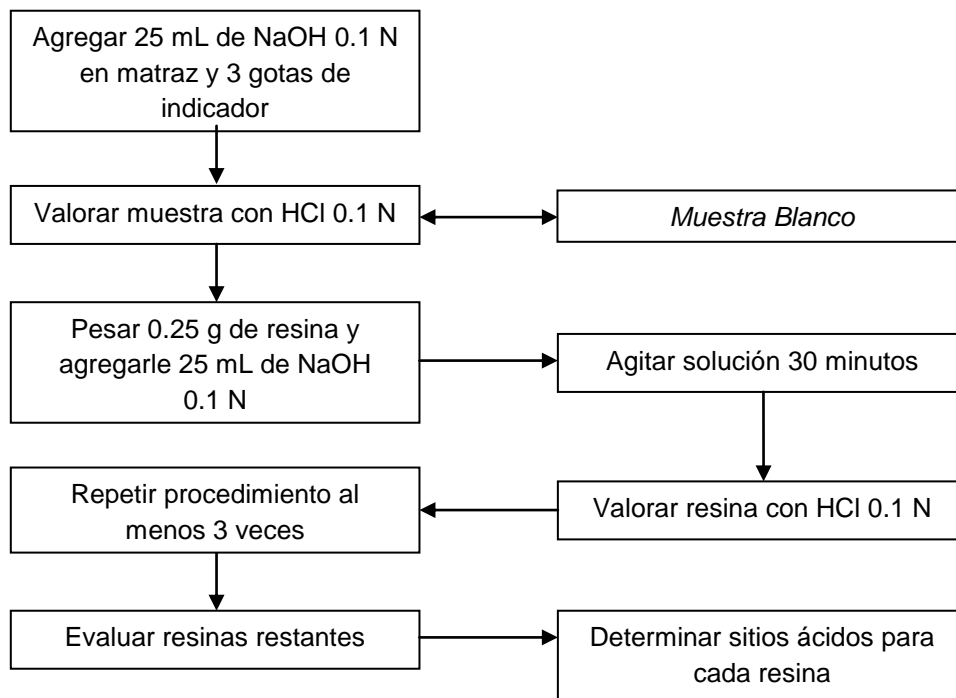 Agregar 25 mL de NaOH 0.1 N
en matraz y 3 gotas de
indicador
Valorar muestra con HCl 0.1 N
Muestra Blanco
Pesar 0.25 g de resina y
agregarle 25 mL de NaOH
0.1 N
Agitar solución 30 minutos
Valorar resina con HCl 0.1 N
Repetir procedimiento al
menos 3 veces
Evaluar resinas restantes
Determinar sitios ácidos para
cada resina